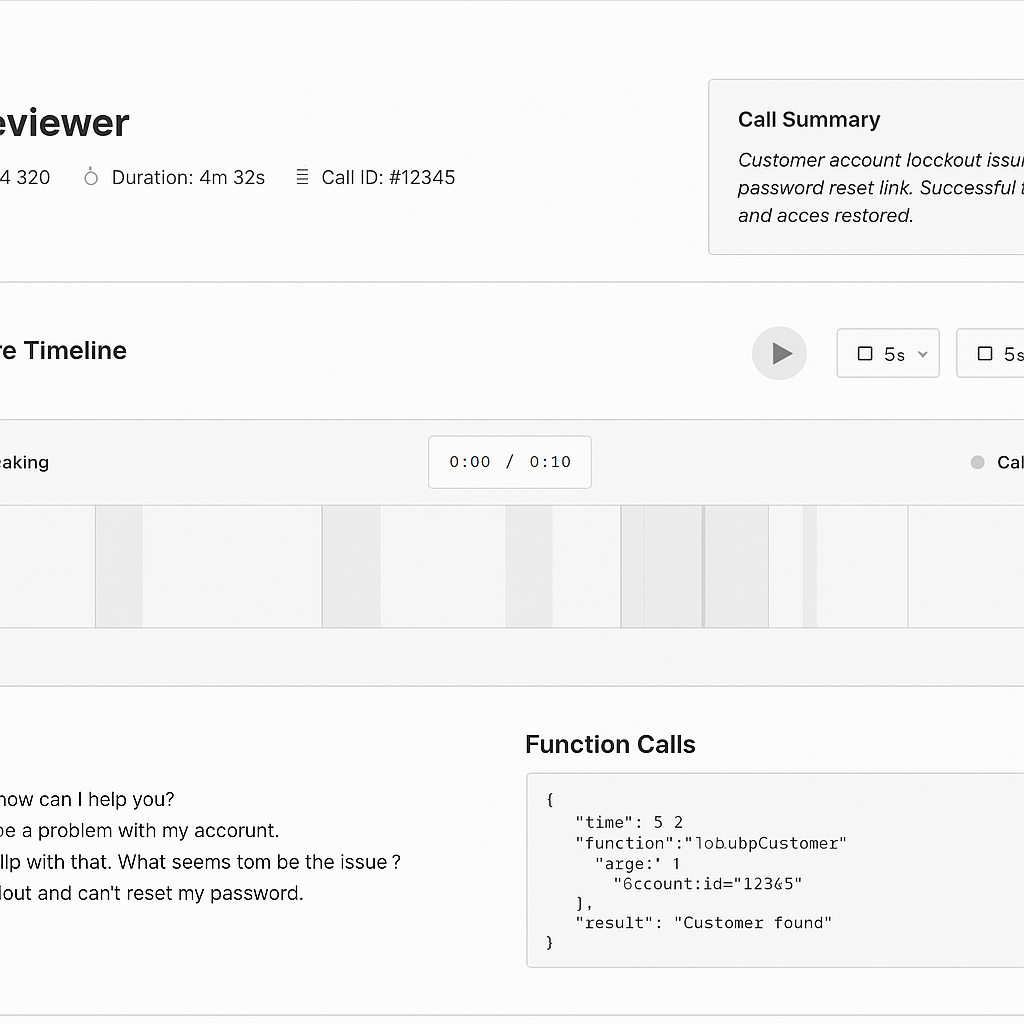 eviewer
4 320 Duration: 4m 32s Call ID: #12345
Call Summary
Customer account locckout issu
password reset link. Successful t
and acces restored.
re Timeline
5s 5s
eaking
0:00 / 0:10
Cal
now can I help you?
be a problem with my accorunt.
llp with that. What seems tom be the issue?
lout and can't reset my password.
Function Calls
{
"time": 5 2
"function":"lob.ubpCustomer"
"arge:' 1
"6ccount:id="123&5"
],
"result": "Customer found"
}